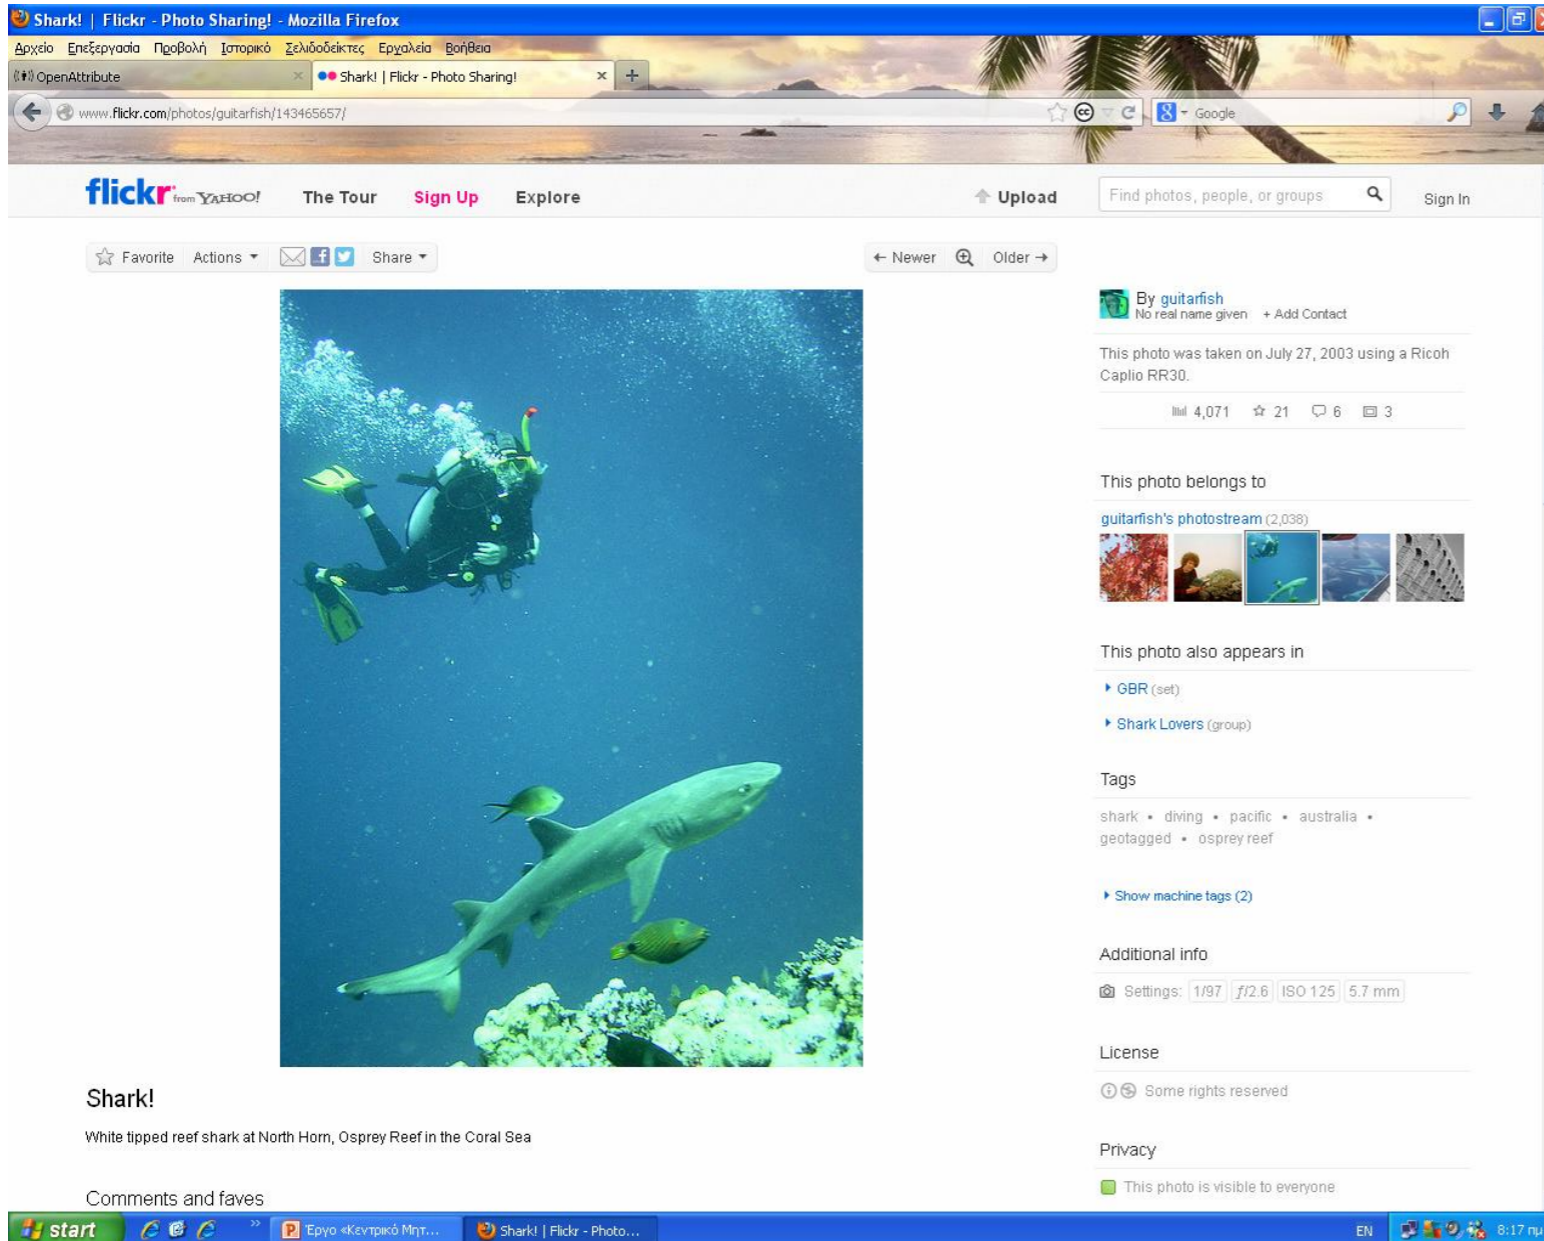 Shark! | Flickr - Photo Sharing! - Mozilla Firefox
Αρχείο Επεξεργασία Προβολή Ιστορικό Σελιδοδείκτες Εργαλεία Βοήθεια
OpenAttribute
Shark! | Flickr - Photo Sharing!
www.flickr.com/photos/guitarfish/143465657/
cc
Google
flickr from YAHOO!
The Tour Sign Up Explore
Upload
Find photos, people, or groups
Sign In
Favorite Actions Share
← Newer Older →
By guitarfish
No real name given + Add Contact
This photo was taken on July 27, 2003 using a Ricoh
Caplio RR30.
4,071 21 6 3
This photo belongs to
guitarfish's photostream (2,038)
This photo also appears in
GBR (set)
Shark Lovers (group)
Tags
shark • diving • pacific • australia •
geotagged • osprey reef
Show machine tags (2)
Additional info
Settings: 1/97 ƒ/2.6 ISO 125 5.7 mm
License
Some rights reserved
Privacy
This photo is visible to everyone
Shark!
White tipped reef shark at North Horn, Osprey Reef in the Coral Sea
Comments and faves
start
Έργο «Κεντρικό Μητ...
Shark! | Flickr - Photo...
EN
8:17 πμ